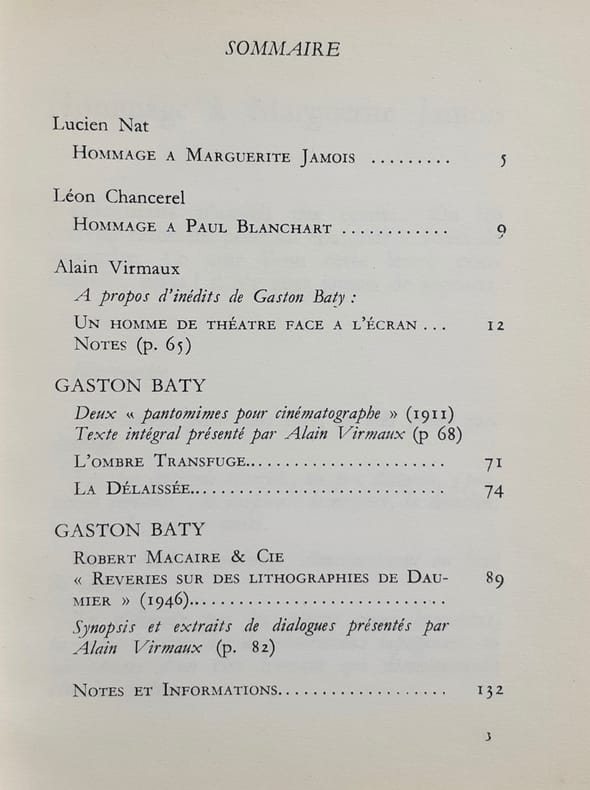 SOMMAIRE
Lucien Nat
HOMMAGE A MARGUERITE JAMOIS ......... 5
Léon Chancerel
HOMMAGE A PAUL BLANCHART ............ 9
Alain Virmaux
A propos d'inédits de Gaston Baty :
UN HOMME DE THÉATRE FACE A L'ÉCRAN ... 12
NOTES (p. 65)
GASTON BATY
Deux « pantomimes pour cinématographe » (1911)
Texte intégral présenté par Alain Virmaux (p 68)
L'OMBRE TRANSFUGE........................ 71
LA DÉLAISSÉE............................. 74
GASTON BATY
ROBERT MACAIRE & CIE
« REVERIES SUR DES LITHOGRAPHIES DE DAU- 89
MIER » (1946).............................
Synopsis et extraits de dialogues présentés par
Alain Virmaux (p. 82)
NOTES ET INFORMATIONS................... 132
3